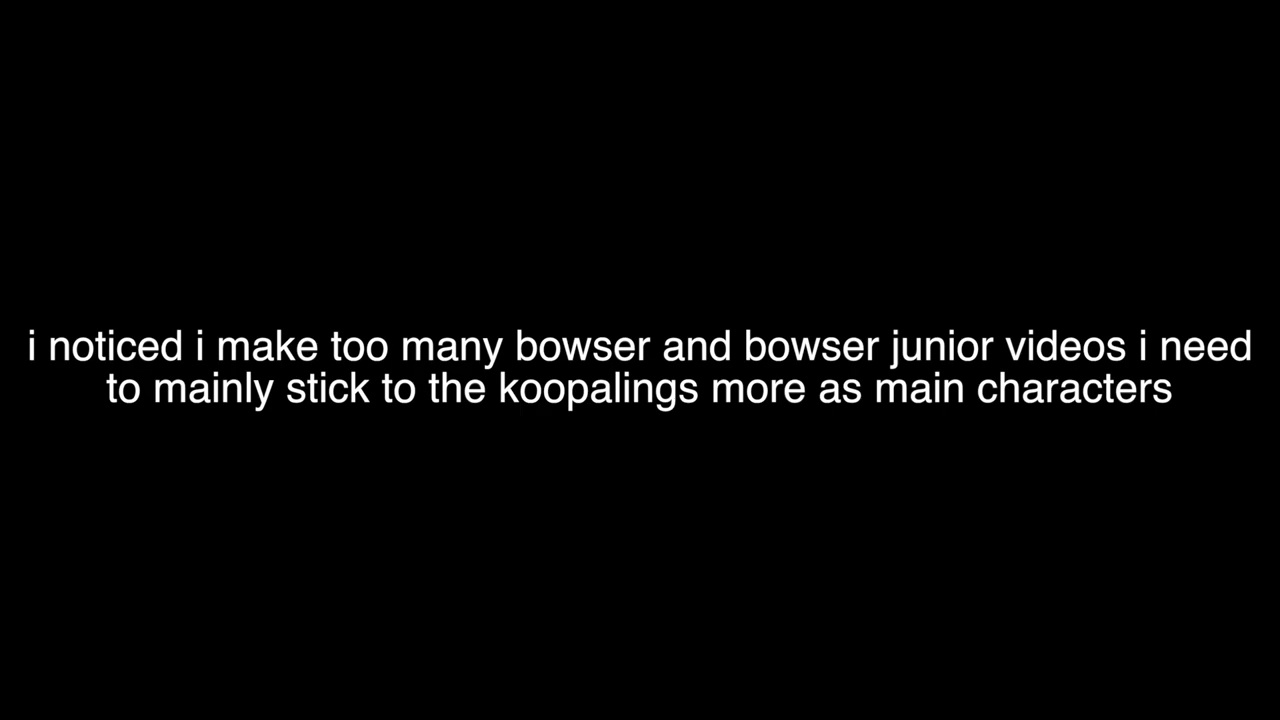 i noticed i make too many bowser and bowser junior videos i need
to mainly stick to the koopalings more as main characters